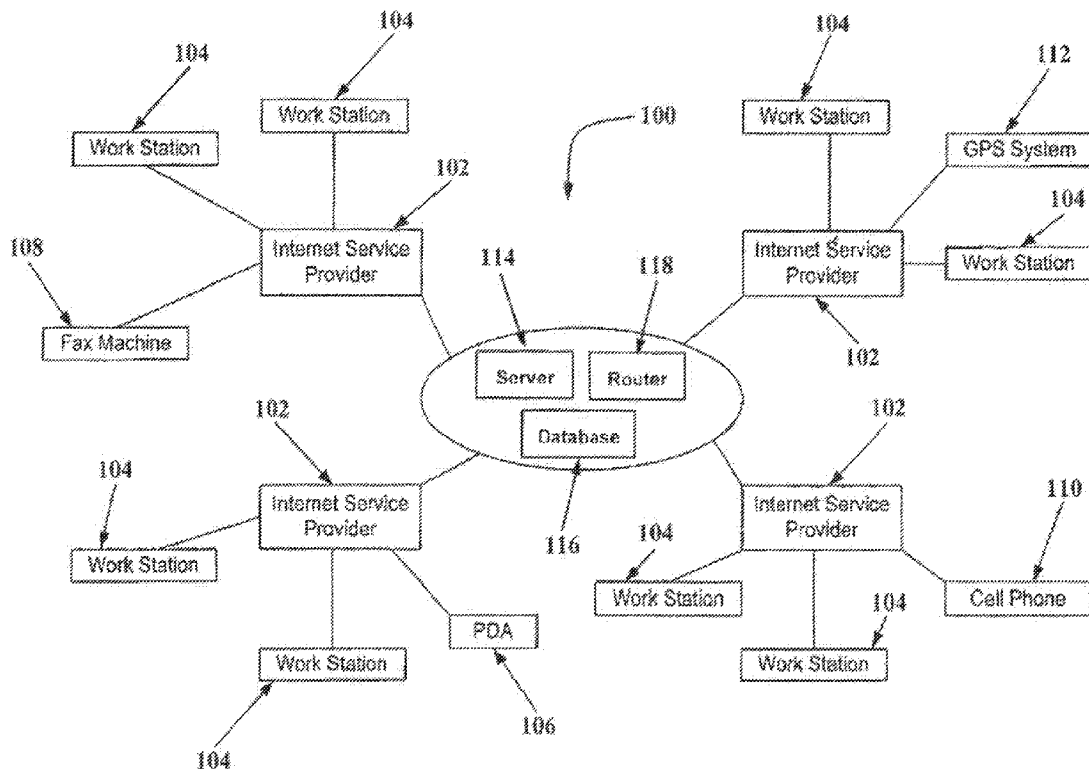 104
104
104
112
Work Station
Work Station
100
Work Station
GPS System
102
104
108
Internet Service
Provider
114
118
Internet Service
Provider
Work Station
Fax Machine
Server
Router
102
102
Database
102
104
Internet Service
Provider
116
104
Internet Service
Provider
110
Work Station
Work Station
104
Cell Phone
PDA
Work Station
Work Station
104
106